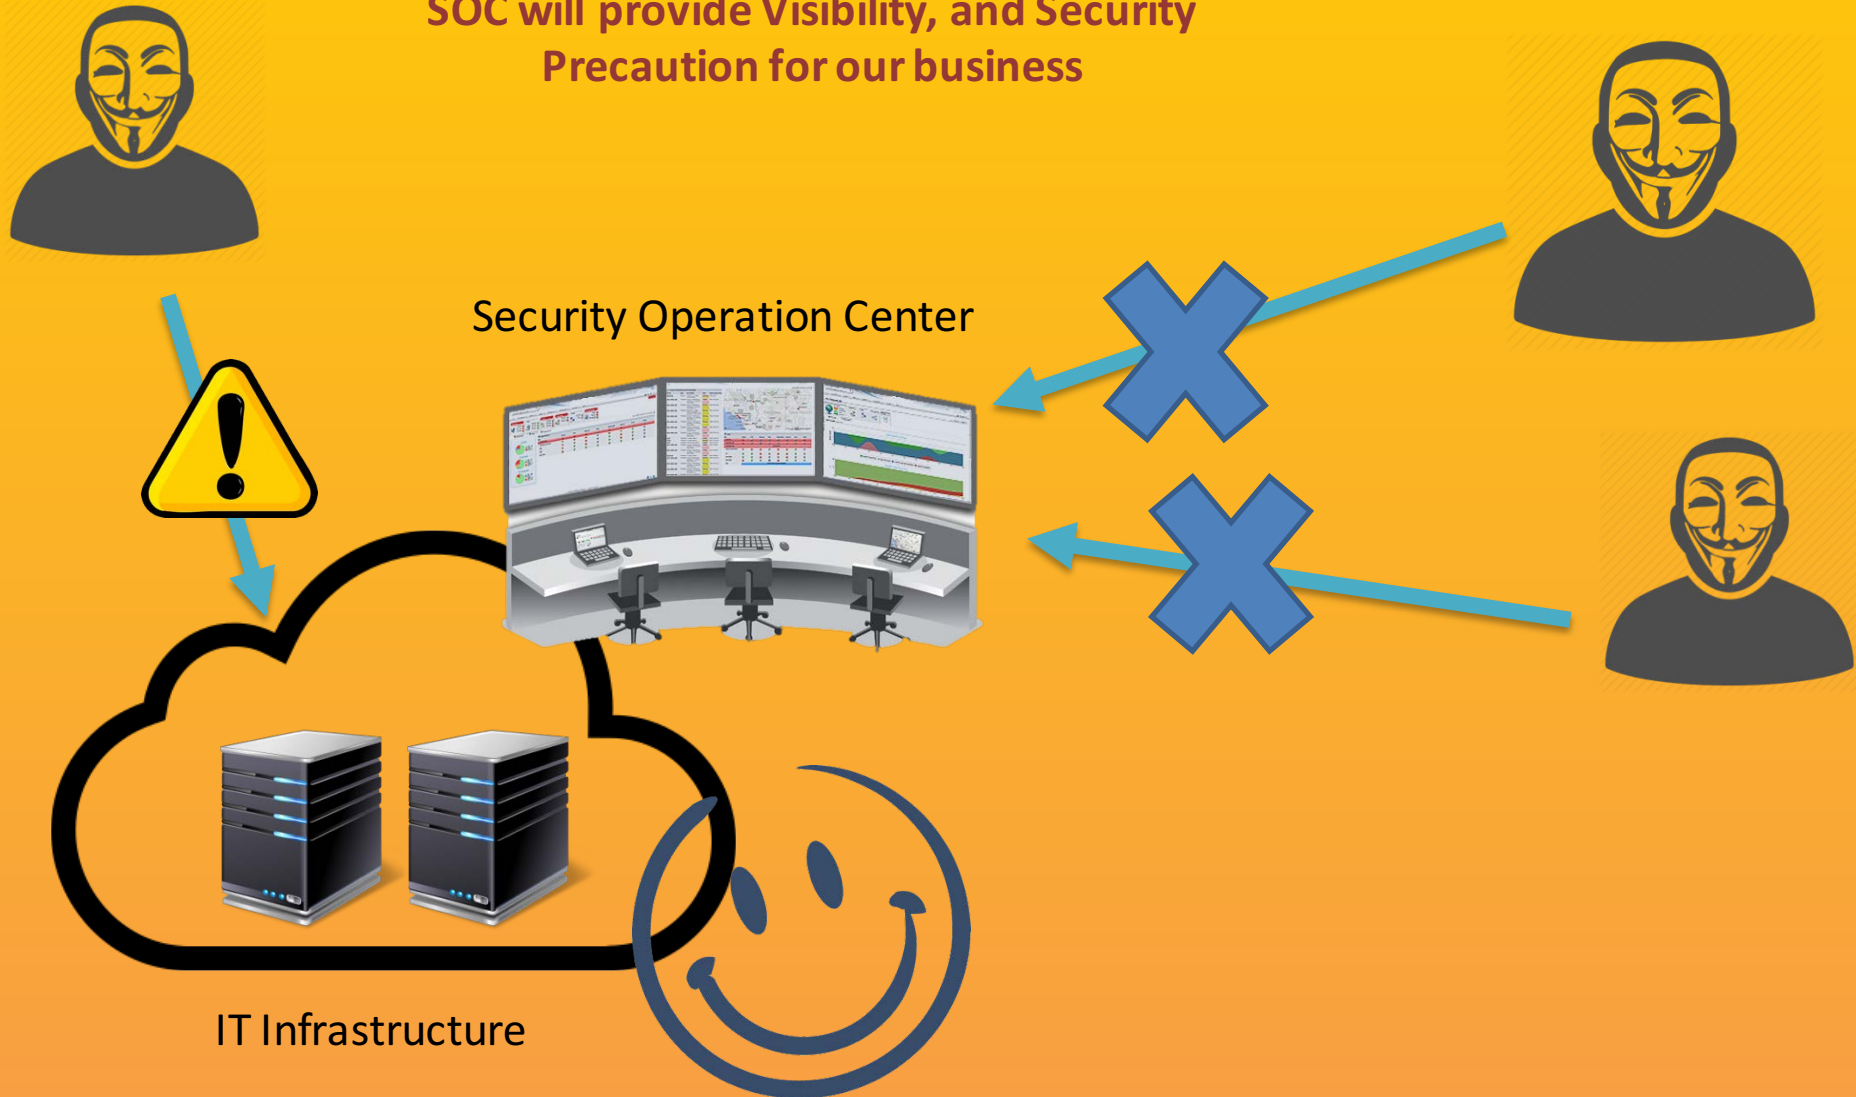 SOC will provide Visibility, and Security
Precaution for our business
Security Operation Center
IT Infrastructure